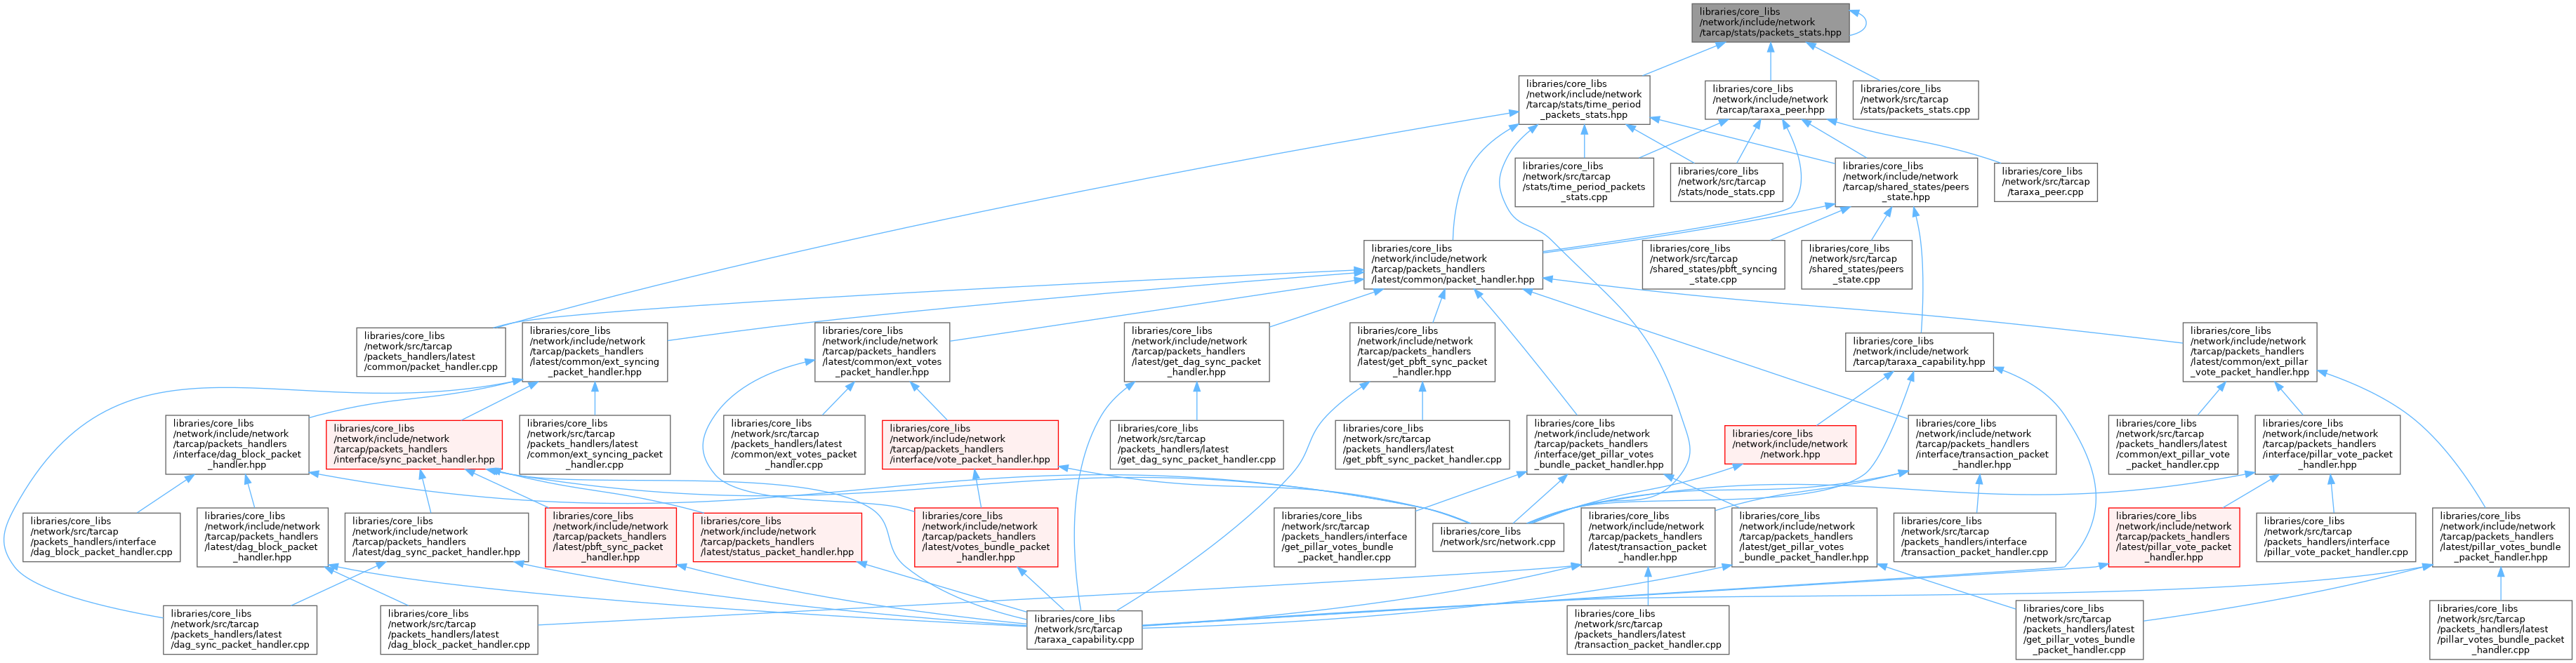 libraries/core_libs
/network/include/network
/tarcap/stats/packets_stats.hpp
libraries/core_libs
/network/include/network
/tarcap/stats/time_period
_packets_stats.hpp
libraries/core_libs
/network/include/network
/tarcap/taraxa_peer.hpp
libraries/core_libs
/network/src/tarcap
/stats/packets_stats.cpp
libraries/core_libs
/network/src/tarcap
/stats/time_period_packets
_stats.cpp
libraries/core_libs
/network/src/tarcap
/stats/node_stats.cpp
libraries/core_libs
/network/include/network
/tarcap/shared_states/peers
_state.hpp
libraries/core_libs
/network/src/tarcap
/taraxa_peer.cpp
libraries/core_libs
/network/include/network
/tarcap/packets_handlers
/latest/common/packet_handler.hpp
libraries/core_libs
/network/src/tarcap
/shared_states/pbft_syncing
_state.cpp
libraries/core_libs
/network/src/tarcap
/shared_states/peers
_state.cpp
libraries/core_libs
/network/src/tarcap
/packets_handlers/latest
/common/packet_handler.cpp
libraries/core_libs
/network/include/network
/tarcap/packets_handlers
/latest/common/ext_syncing
_packet_handler.hpp
libraries/core_libs
/network/include/network
/tarcap/packets_handlers
/latest/common/ext_votes
_packet_handler.hpp
libraries/core_libs
/network/include/network
/tarcap/packets_handlers
/latest/get_dag_sync_packet
_handler.hpp
libraries/core_libs
/network/include/network
/tarcap/packets_handlers
/latest/get_pbft_sync_packet
_handler.hpp
libraries/core_libs
/network/include/network
/tarcap/taraxa_capability.hpp
libraries/core_libs
/network/include/network
/tarcap/packets_handlers
/latest/common/ext_pillar
_vote_packet_handler.hpp
libraries/core_libs
/network/include/network
/tarcap/packets_handlers
/interface/dag_block_packet
_handler.hpp
libraries/core_libs
/network/include/network
/tarcap/packets_handlers
/interface/sync_packet_handler.hpp
libraries/core_libs
/network/src/tarcap
/packets_handlers/latest
/common/ext_syncing_packet
_handler.cpp
libraries/core_libs
/network/src/tarcap
/packets_handlers/latest
/common/ext_votes_packet
_handler.cpp
libraries/core_libs
/network/include/network
/tarcap/packets_handlers
/interface/vote_packet_handler.hpp
libraries/core_libs
/network/src/tarcap
/packets_handlers/latest
/get_dag_sync_packet_handler.cpp
libraries/core_libs
/network/src/tarcap
/packets_handlers/latest
/get_pbft_sync_packet_handler.cpp
libraries/core_libs
/network/include/network
/tarcap/packets_handlers
/interface/get_pillar_votes
_bundle_packet_handler.hpp
libraries/core_libs
/network/include/network
/network.hpp
libraries/core_libs
/network/include/network
/tarcap/packets_handlers
/interface/transaction_packet
_handler.hpp
libraries/core_libs
/network/src/tarcap
/packets_handlers/latest
/common/ext_pillar_vote
_packet_handler.cpp
libraries/core_libs
/network/include/network
/tarcap/packets_handlers
/interface/pillar_vote_packet
_handler.hpp
libraries/core_libs
/network/src/tarcap
/packets_handlers/interface
/dag_block_packet_handler.cpp
libraries/core_libs
/network/include/network
/tarcap/packets_handlers
/latest/dag_block_packet
_handler.hpp
libraries/core_libs
/network/include/network
/tarcap/packets_handlers
/latest/dag_sync_packet_handler.hpp
libraries/core_libs
/network/include/network
/tarcap/packets_handlers
/latest/pbft_sync_packet
_handler.hpp
libraries/core_libs
/network/include/network
/tarcap/packets_handlers
/latest/status_packet_handler.hpp
libraries/core_libs
/network/include/network
/tarcap/packets_handlers
/latest/votes_bundle_packet
_handler.hpp
libraries/core_libs
/network/src/tarcap
/packets_handlers/interface
/get_pillar_votes_bundle
_packet_handler.cpp
libraries/core_libs
/network/src/network.cpp
libraries/core_libs
/network/include/network
/tarcap/packets_handlers
/latest/transaction_packet
_handler.hpp
libraries/core_libs
/network/include/network
/tarcap/packets_handlers
/latest/get_pillar_votes
_bundle_packet_handler.hpp
libraries/core_libs
/network/src/tarcap
/packets_handlers/interface
/transaction_packet_handler.cpp
libraries/core_libs
/network/include/network
/tarcap/packets_handlers
/latest/pillar_vote_packet
_handler.hpp
libraries/core_libs
/network/src/tarcap
/packets_handlers/interface
/pillar_vote_packet_handler.cpp
libraries/core_libs
/network/include/network
/tarcap/packets_handlers
/latest/pillar_votes_bundle
_packet_handler.hpp
libraries/core_libs
/network/src/tarcap
/packets_handlers/latest
/dag_sync_packet_handler.cpp
libraries/core_libs
/network/src/tarcap
/packets_handlers/latest
/dag_block_packet_handler.cpp
libraries/core_libs
/network/src/tarcap
/taraxa_capability.cpp
libraries/core_libs
/network/src/tarcap
/packets_handlers/latest
/transaction_packet_handler.cpp
libraries/core_libs
/network/src/tarcap
/packets_handlers/latest
/get_pillar_votes_bundle
_packet_handler.cpp
libraries/core_libs
/network/src/tarcap
/packets_handlers/latest
/pillar_votes_bundle_packet
_handler.cpp